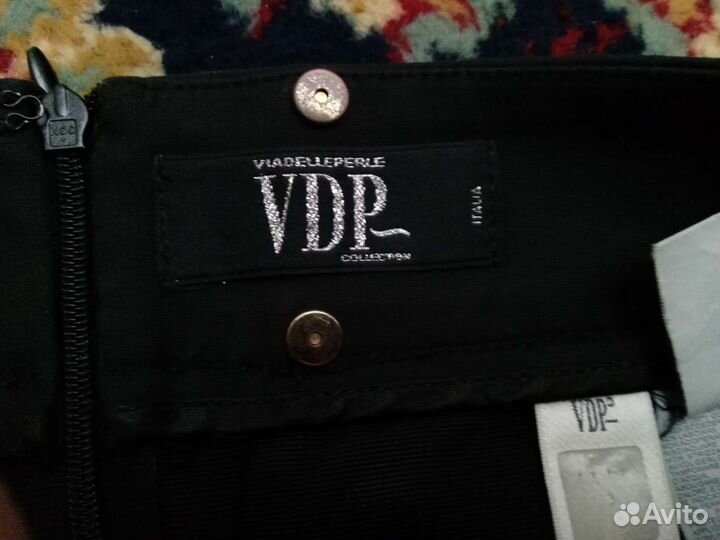 VIADELLEPERLE
VDP
COLLECTION
ITALIA
VDP
Avito